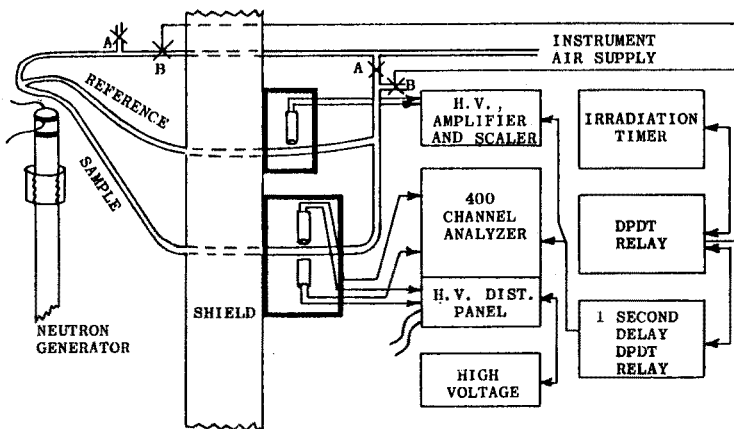 A
B
INSTRUMENT
AIR SUPPLY
A
B
REFERENCE
SAMPLE
H.V.,
AMPLIFIER
AND SCALER
IRRADIATION
TIMER
400
CHANNEL
ANALYZER
DPDT
RELAY
H.V. DIST.
PANEL
SHIELD
NEUTRON
GENERATOR
1 SECOND
DELAY
DPDT
RELAY
HIGH
VOLTAGE